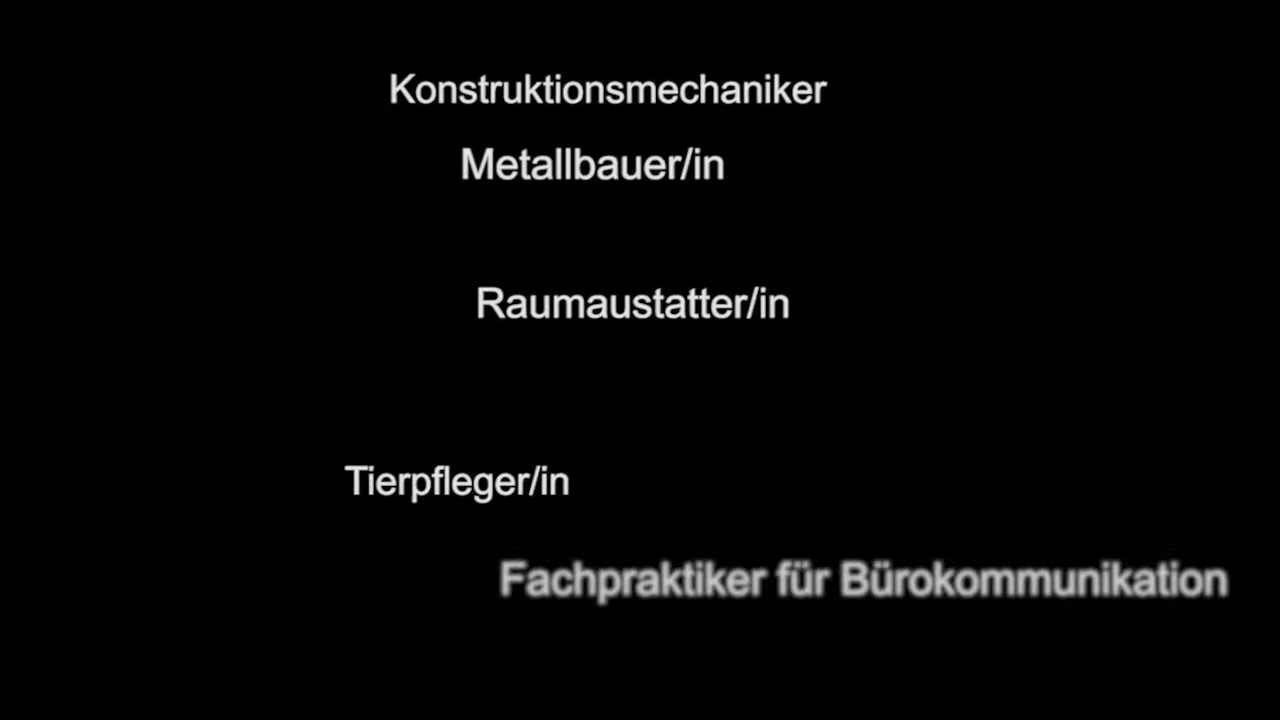 Konstruktionsmechaniker
Metallbauer/in
Raumaustatter/in
Tierpfleger/in
Fachpraktiker für Bürokommunikation